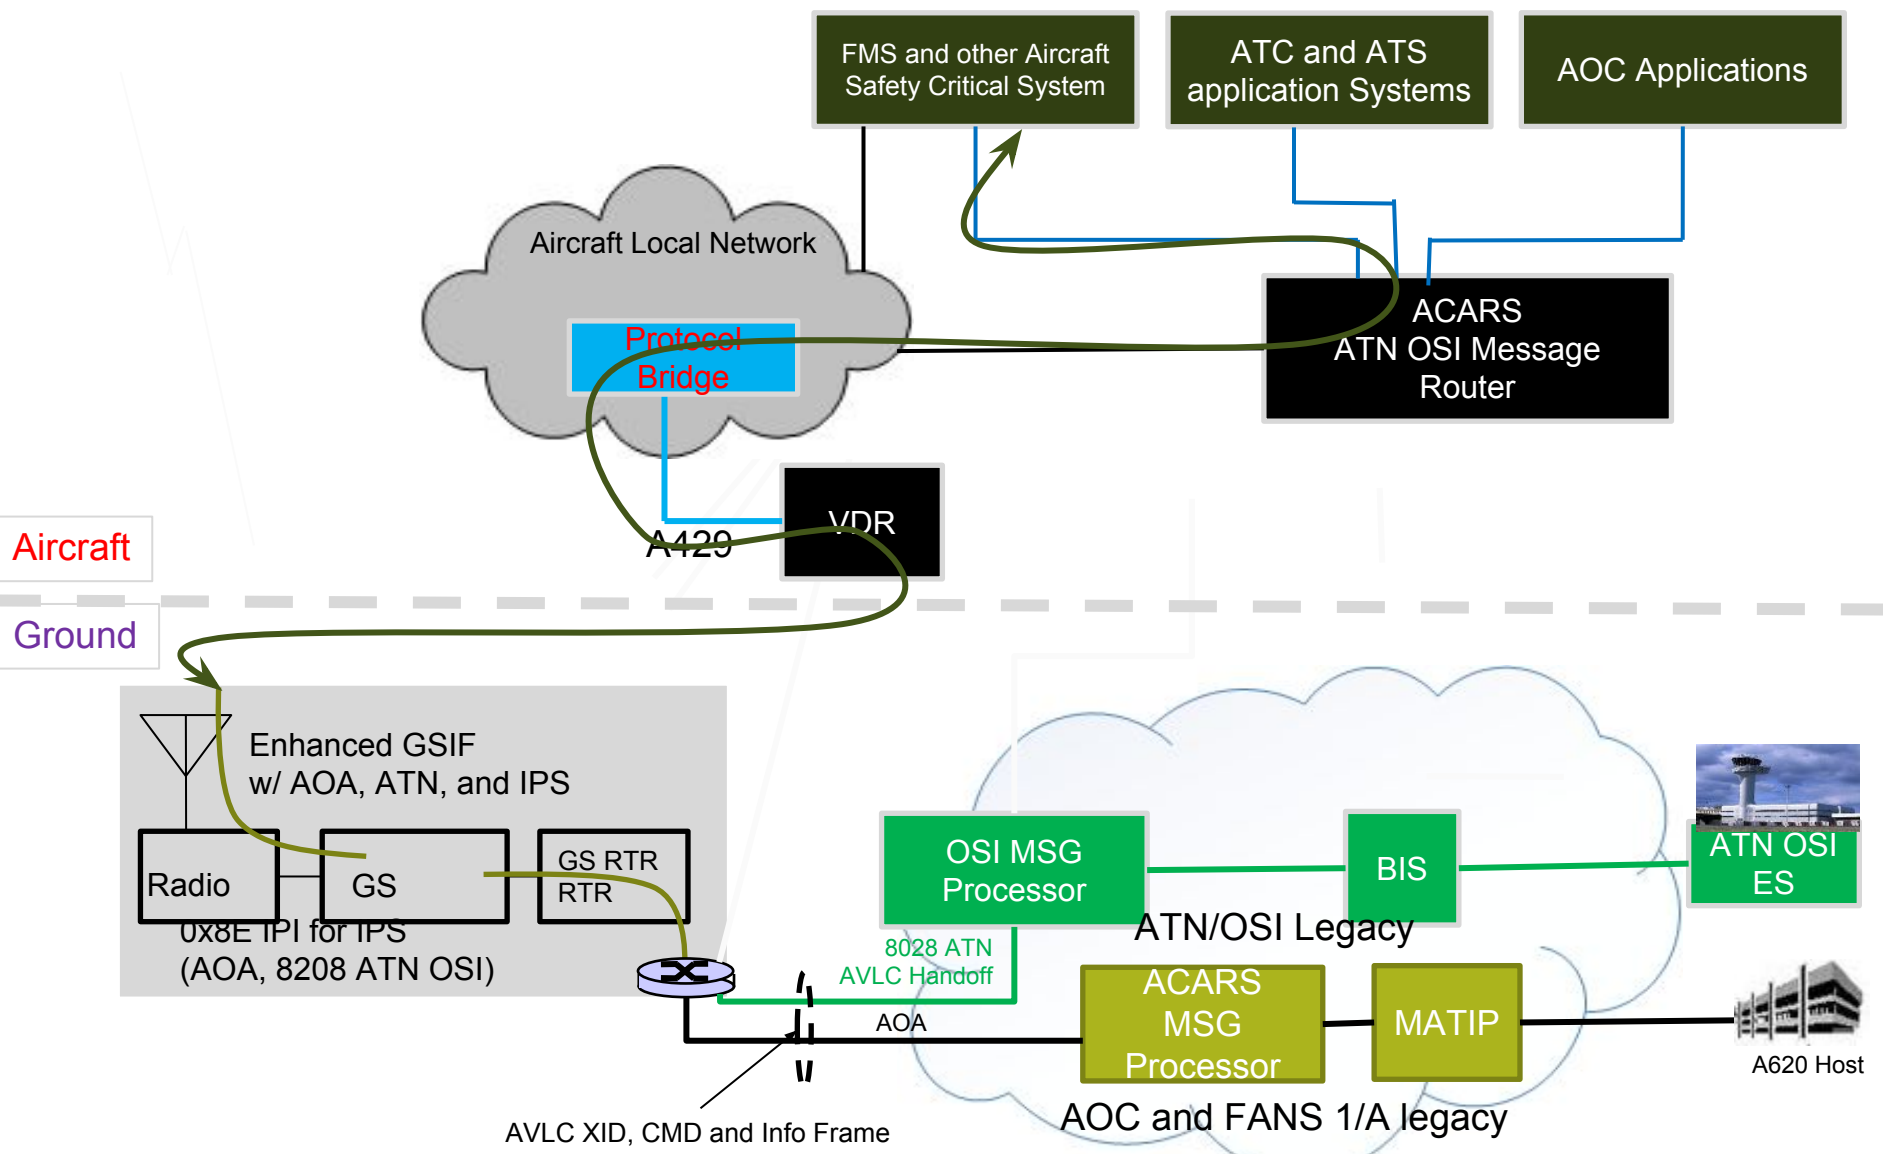 FMS and other Aircraft
Safety Critical System
ATC and ATS
application Systems
AOC Applications
Aircraft Local Network
Protocol
Bridge
ACARS
ATN OSI Message
Router
VDR
A429
Aircraft
Ground
Enhanced GSIF
w/ AOA, ATN, and IPS
Radio
GS
GS RTR
RTR
0x8E IPI for IPS
(AOA, 8208 ATN OSI)
OSI MSG
Processor
BIS
ATN OSI
ES
ATN/OSI Legacy
8028 ATN
AVLC Handoff
AOA
ACARS
MSG
Processor
MATIP
A620 Host
AOC and FANS 1/A legacy
AVLC XID, CMD and Info Frame